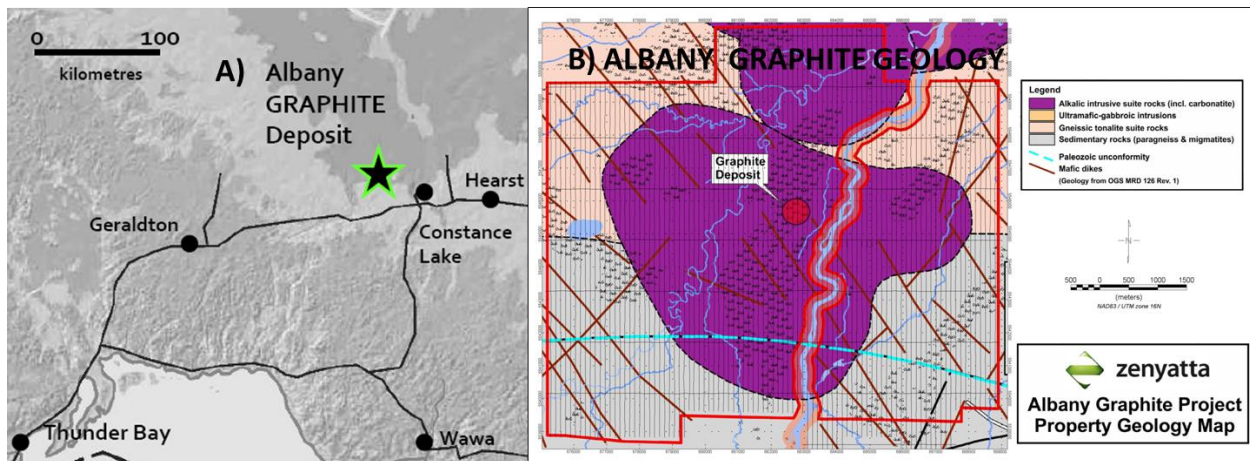 0 100
kilometres
A) Albany
GRAPHITE
Deposit
Hearst
Geraldton
Constance
Lake
Thunder Bay
Wawa
B) ALBANY GRAPHITE GEOLOGY
Graphite
Deposit
Legend
Alkalic intrusive suite rocks (incl. carbonatite)
Ultramafic-gabbroic intrusions
Gneissic tonalite suite rocks
Sedimentary rocks (paragneiss & migmatites)
Paleozoic unconformity
Mafic dikes
(Geology from OGS MRD 126 Rev. 1)
N
500 0 500 1000 1500
(meters)
NAD83 / UTM zone 16N
zenyatta
Albany Graphite Project
Property Geology Map